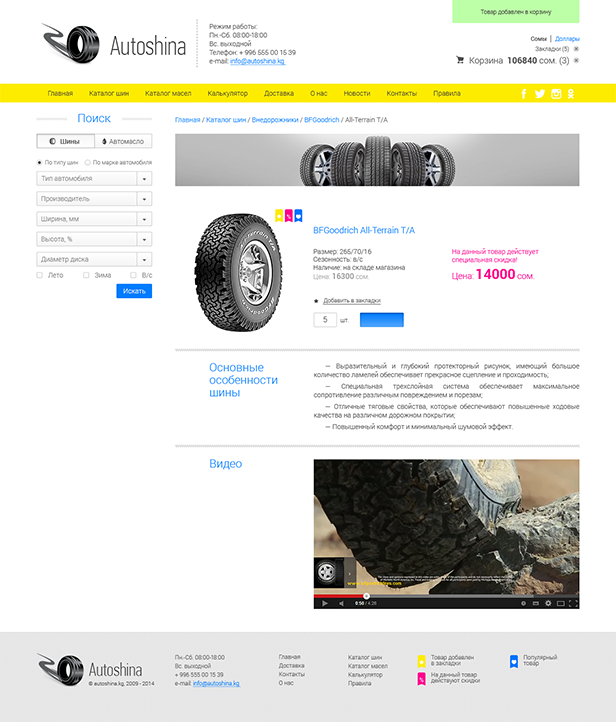 Товар добавлен в корзину
Autoshina
Режим работы:
Пн.-Сб. 08:00-18:00
Вс. выходной
Телефон: + 996 555 00 15 39
e-mail: info@autoshina.kg
Сомы | Доллары
Закладки (5)
Корзина 106840 сом. (3)
Главная Каталог шин Каталог масел Калькулятор Доставка О нас Новости Контакты Правила
Поиск
Шины Автомасло
По типу шин По марке автомобиля
Тип автомобиля
Производитель
Ширина, мм
Высота, %
Диаметр диска
Лето Зима В/с
Искать
Главная / Каталог шин / Внедорожники / BFGoodrich / All-Terrain T/A
BFGoodrich All-Terrain T/A
Размер: 265/70/16
Сезонность: в/с
Наличие: на складе магазина
Цена: 16300 сом.
На данный товар действует
специальная скидка!
Цена: 14000 сом.
Добавить в закладки
5 шт.
Основные
особенности
шины
— Выразительный и глубокий протекторный рисунок, имеющий большое
количество ламелей обеспечивает прекрасное сцепление и проходимость;
— Специальная трехслойная система обеспечивает максимальное
сопротивление различным повреждением и порезам;
— Отличные тяговые свойства, которые обеспечивают повышенные ходовые
качества на различном дорожном покрытии;
— Повышенный комфорт и минимальный шумовой эффект.
Видео
0:50 / 4:26
Autoshina
© autoshina.kg, 2009 - 2014
Пн.-Сб. 08:00-18:00
Вс. выходной
+ 996 555 00 15 39
e-mail: info@autoshina.kg
Главная
Доставка
Контакты
О нас
Каталог шин
Каталог масел
Калькулятор
Правила
Товар добавлен
в закладки
На данный товар
действуют скидки
Популярный
товар